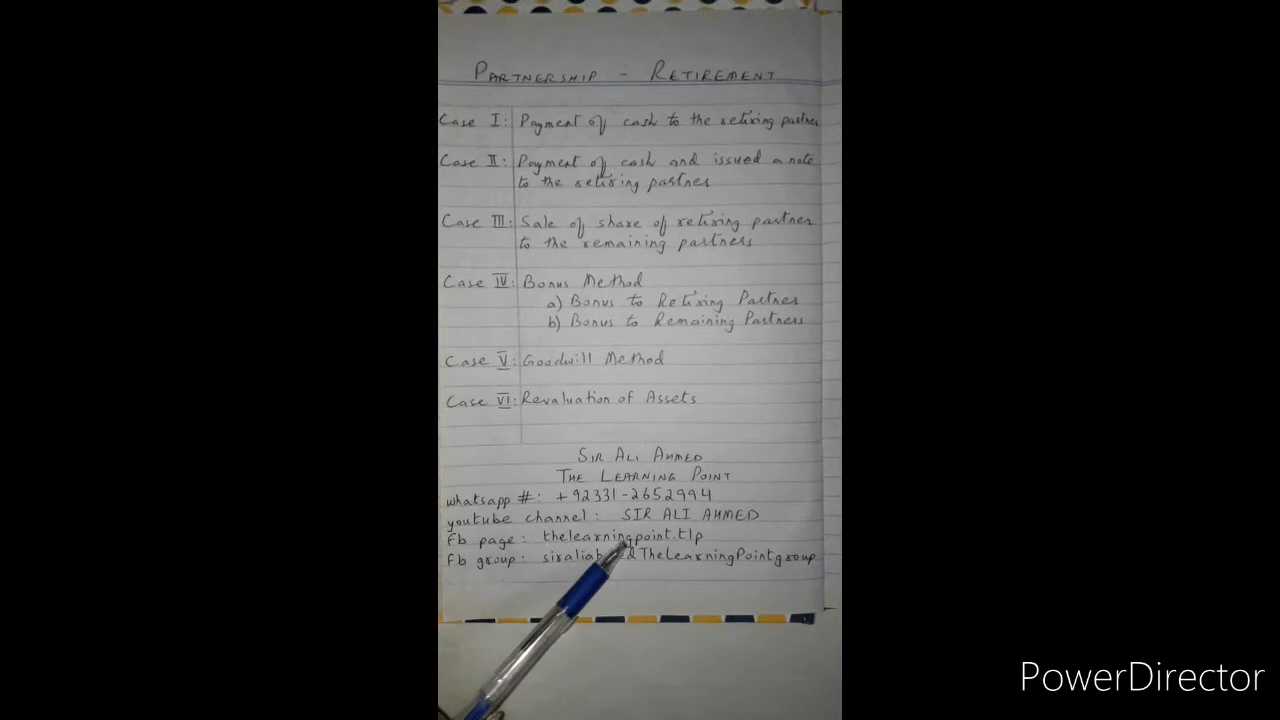 PARTNERSHIP - RETIREMENT
Case I: Payment of cash to the retiring partner
Case II: Payment of cash and issued a note
to the retiring partner
Case III: Sale of share of retiring partner
to the remaining partners
Case IV: Bonus Method
a) Bonus to Retiring Partner
b) Bonus to Remaining Partners
Case V: Goodwill Method
Case VI: Revaluation of Assets
SIR ALI AHMED
THE LEARNING POINT
whatsapp #: +92331-2652994
youtube channel: SIR ALI AHMED
Fb page: thelearningpoint.tlp
Fb group:
PowerDirector